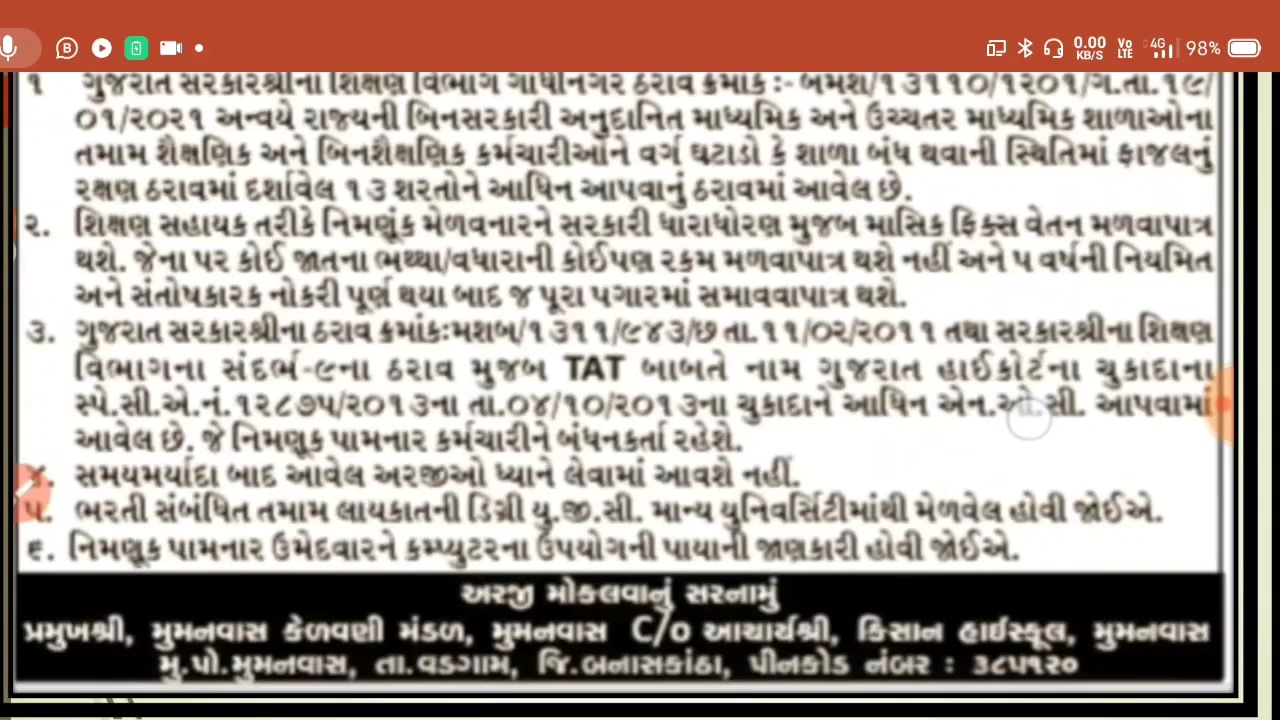 0.00 KB/S Vo LTE 4G 98%
૧ ગુજરાત સરકારશ્રીના શિક્ષણ વિભાગ ગાંધીનગર ઠરાવ ક્રમાંક :- બમશ/૧૩૧૧૦/૧૨૦૧/ગ.તા.૧૯/
૦૧/૨૦૨૧ અન્વયે રાજ્યની બિનસરકારી અનુદાનિત માધ્યમિક અને ઉચ્ચતર માધ્યમિક શાળાઓના
તમામ શૈક્ષણિક અને બિનશૈક્ષણિક કર્મચારીઓને વર્ગ ઘટાડો કે શાળા બંધ થવાની સ્થિતિમાં ફાજલનું
રક્ષણ ઠરાવમાં દર્શાવેલ ૧૩ શરતોને આધિન આપવાનું ઠરાવમાં આવેલ છે.
૨. શિક્ષણ સહાયક તરીકે નિમણૂંક મેળવનારને સરકારી ધારાધોરણ મુજબ માસિક ફિક્સ વેતન મળવાપાત્ર
થશે. જેના પર કોઈ જાતના ભથ્થા/વધારાની કોઈપણ રકમ મળવાપાત્ર થશે નહીં અને ૫ વર્ષની નિયમિત
અને સંતોષકારક નોકરી પૂર્ણ થયા બાદ જ પૂરા પગારમાં સમાવવાપાત્ર થશે.
૩. ગુજરાત સરકારશ્રીના ઠરાવ ક્રમાંકઃમશબ/૧૩૧૧/૯૪૩/છ તા.૧૧/૦૨/૨૦૧૧ તથા સરકારશ્રીના શિક્ષણ
વિભાગના સંદર્ભ-૯ના ઠરાવ મુજબ TAT બાબતે નામ ગુજરાત હાઈકોર્ટના ચુકાદાના
સ્પે.સી.એ.નં.૧૨૮૭૫/૨૦૧૩ના તા.૦૪/૧૦/૨૦૧૩ના ચુકાદાને આધિન એન.ઓ.સી. આપવામાં
આવેલ છે. જે નિમણૂક પામનાર કર્મચારીને બંધનકર્તા રહેશે.
૪. સમયમર્યાદા બાદ આવેલ અરજીઓ ધ્યાને લેવામાં આવશે નહીં.
૫. ભરતી સંબંધિત તમામ લાયકાતની ડિગ્રી યુ.જી.સી. માન્ય યુનિવર્સિટીમાંથી મેળવેલ હોવી જોઈએ.
૬. નિમણૂક પામનાર ઉમેદવારને કમ્પ્યુટરના ઉપયોગની પાયાની જાણકારી હોવી જોઈએ.
અરજી મોકલવાનું સરનામું
પ્રમુખશ્રી, મુમનવાસ કેળવણી મંડળ, મુમનવાસ C/o આચાર્યશ્રી, કિસાન હાઈસ્કૂલ, મુમનવાસ
મુ.પો.મુમનવાસ, તા.વડગામ, જિ.બનાસકાંઠા, પીનકોડ નંબર : ૩૮૫૧૨૦